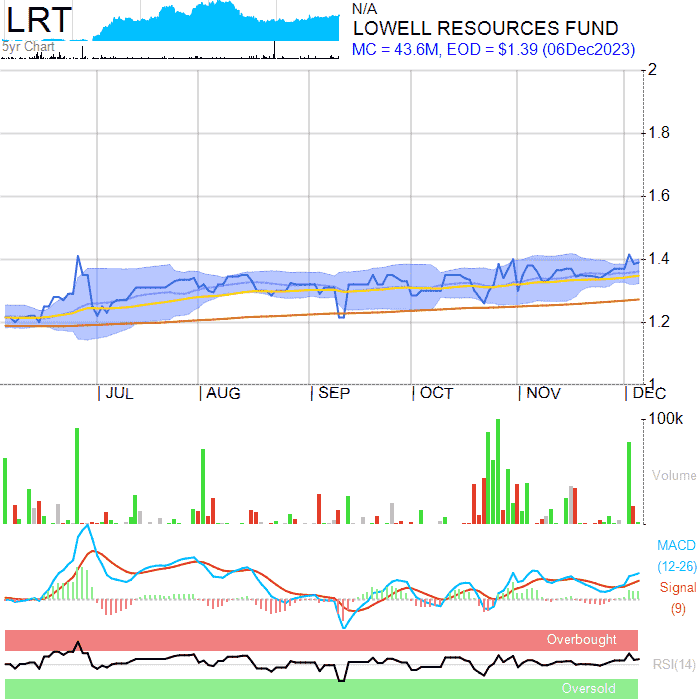 LRT
5yr Chart
N/A
LOWELL RESOURCES FUND
MC = 43.6M, EOD = $1.39 (06Dec2023)
2
1.8
1.6
1.4
1.2
1
JUL AUG SEP OCT NOV DEC
100k
Volume
MACD
(12-26)
Signal
(9)
Overbought
RSI(14)
Oversold